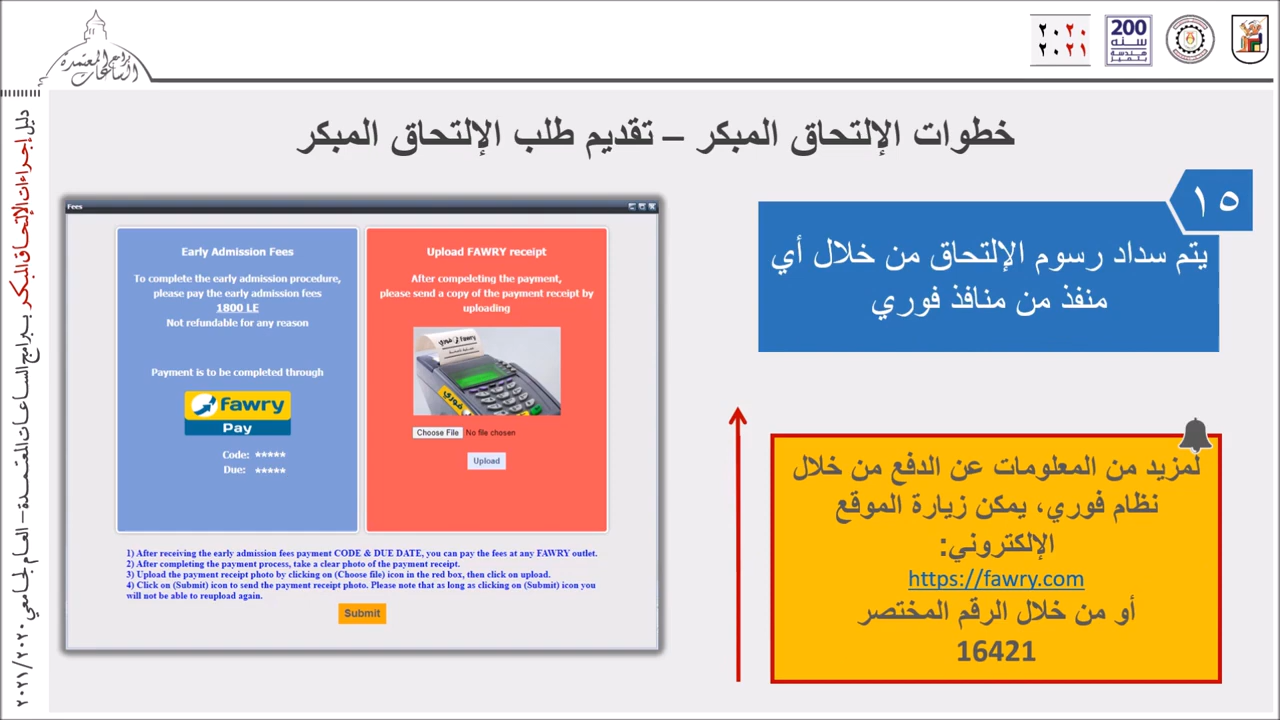 برامج الساعات المعتمدة
٢٠٢٠
٢٠٢١
200
سنه
هندسة
بتميز
خطوات الإلتحاق المبكر – تقديم طلب الإلتحاق المبكر
دليل إجراءات الإلتحاق المبكر ببرامج الساعات المعتمدة – العام الجامعي ٢٠٢١/٢٠٢٠
١٥
يتم سداد رسوم الإلتحاق من خلال أي
منفذ من منافذ فوري
لمزيد من المعلومات عن الدفع من خلال
نظام فوري، يمكن زيارة الموقع
الإلكتروني:
https://fawry.com
أو من خلال الرقم المختصر
16421
Fees
Early Admission Fees
To complete the early admission procedure,
please pay the early admission fees
1800 LE
Not refundable for any reason
Payment is to be completed through
fawry
Pay
Code: *****
Due: *****
Upload FAWRY receipt
After compeleting the payment,
please send a copy of the payment receipt by
uploading
فوري fawry
فوري
Choose File No file chosen
Upload
1) After receiving the early admission fees payment CODE & DUE DATE, you can pay the fees at any FAWRY outlet.
2) After completing the payment process, take a clear photo of the payment receipt.
3) Upload the payment receipt photo by clicking on (Choose file) icon in the red box, then click on upload.
4) Click on (Submit) icon to send the payment receipt photo. Please note that as long as clicking on (Submit) icon you
will not be able to reupload again.
Submit